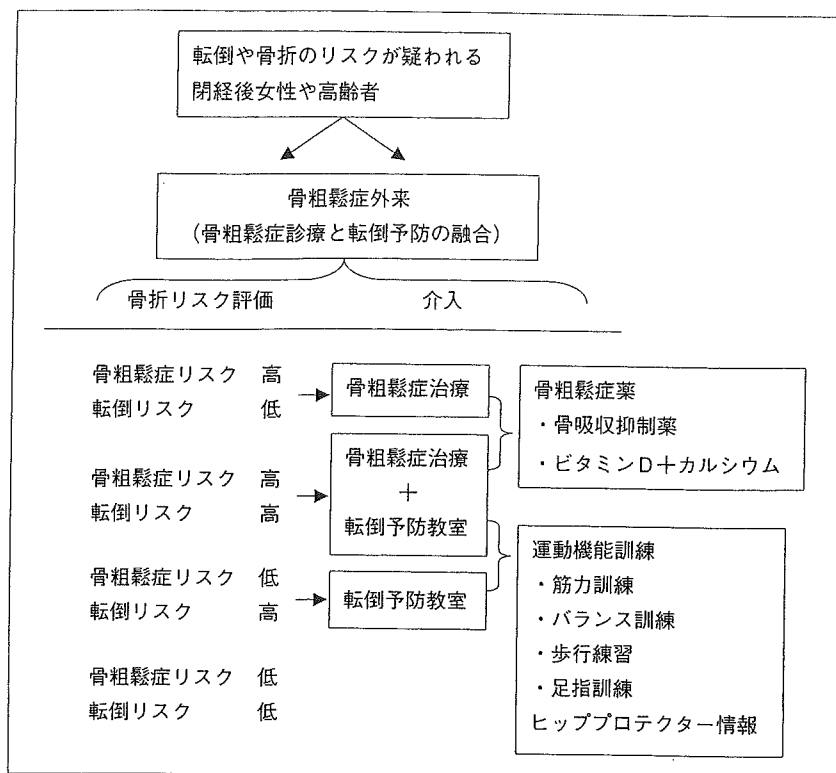 転倒や骨折のリスクが疑われる
閉経後女性や高齢者
骨粗鬆症外来
（骨粗鬆症診療と転倒予防の融合）
骨折リスク評価 介入
骨粗鬆症リスク 高
転倒リスク 低
骨粗鬆症治療
骨粗鬆症リスク 高
転倒リスク 高
骨粗鬆症治療
＋
転倒予防教室
骨粗鬆症リスク 低
転倒リスク 高
転倒予防教室
骨粗鬆症リスク 低
転倒リスク 低
骨粗鬆症薬
・骨吸収抑制薬
・ビタミンD＋カルシウム
運動機能訓練
・筋力訓練
・バランス訓練
・歩行練習
・足指訓練
ヒッププロテクター情報